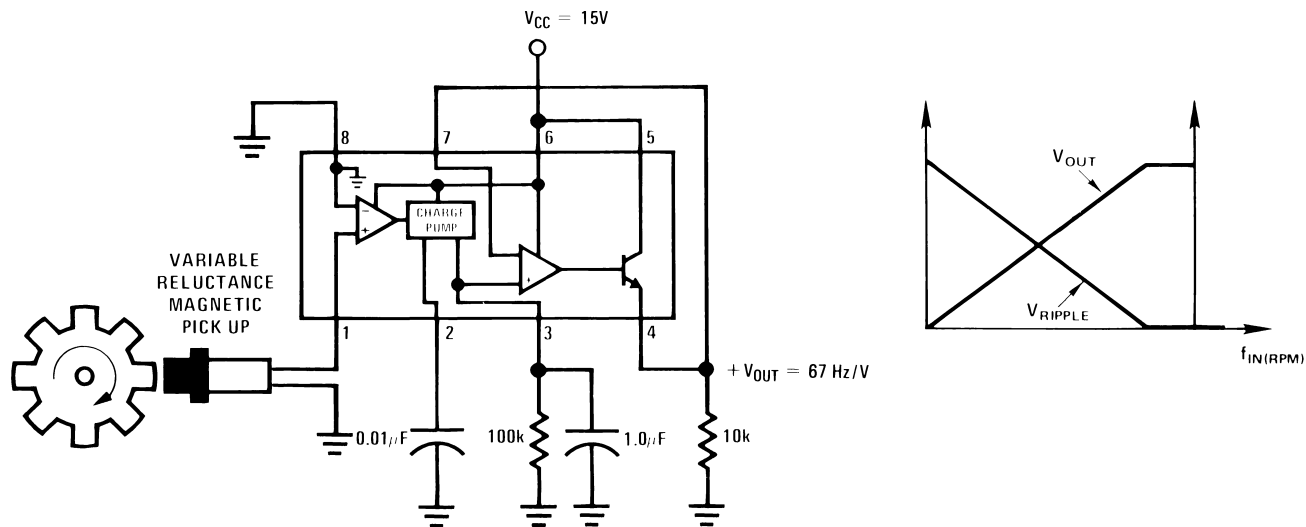 V_CC = 15V
8 7 6 5
−
+
CHARGE
PUMP
+
VARIABLE
RELUCTANCE
MAGNETIC
PICK UP
1 2 3 4
+ V_OUT = 67 Hz/V
0.01μF
100k
1.0μF
10k
V_OUT
V_RIPPLE
f_IN(RPM)